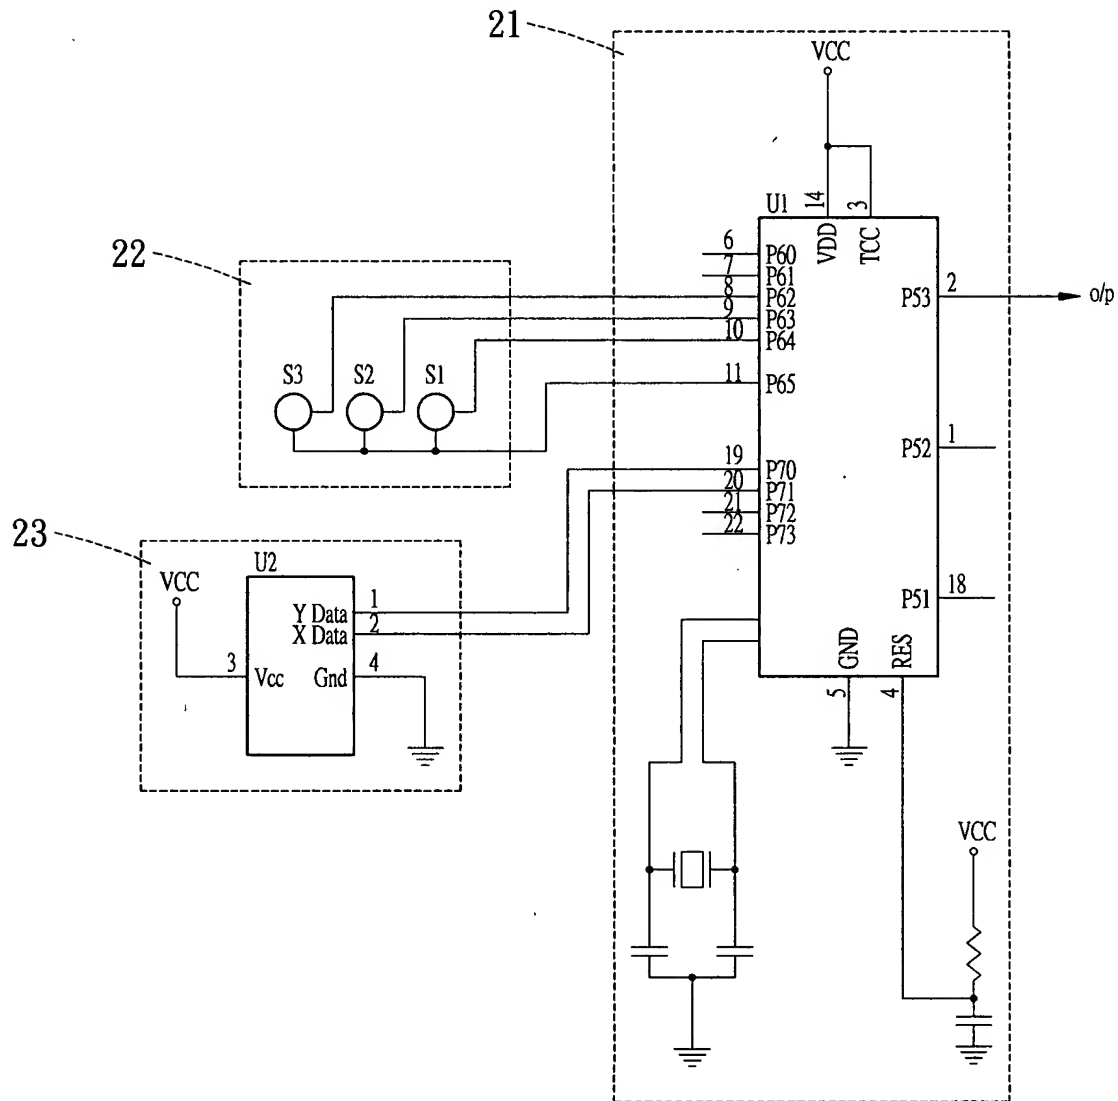 21
VCC
U1
14
3
VDD
TCC
6
P60
7
P61
8
P62
9
P63
10
P64
11
P65
P53
2
o/p
22
S3
S2
S1
P52
1
19
P70
20
P71
21
P72
22
P73
23
VCC
U2
Y Data
1
X Data
2
3
Vcc
Gnd
4
P51
18
GND
RES
5
4
VCC